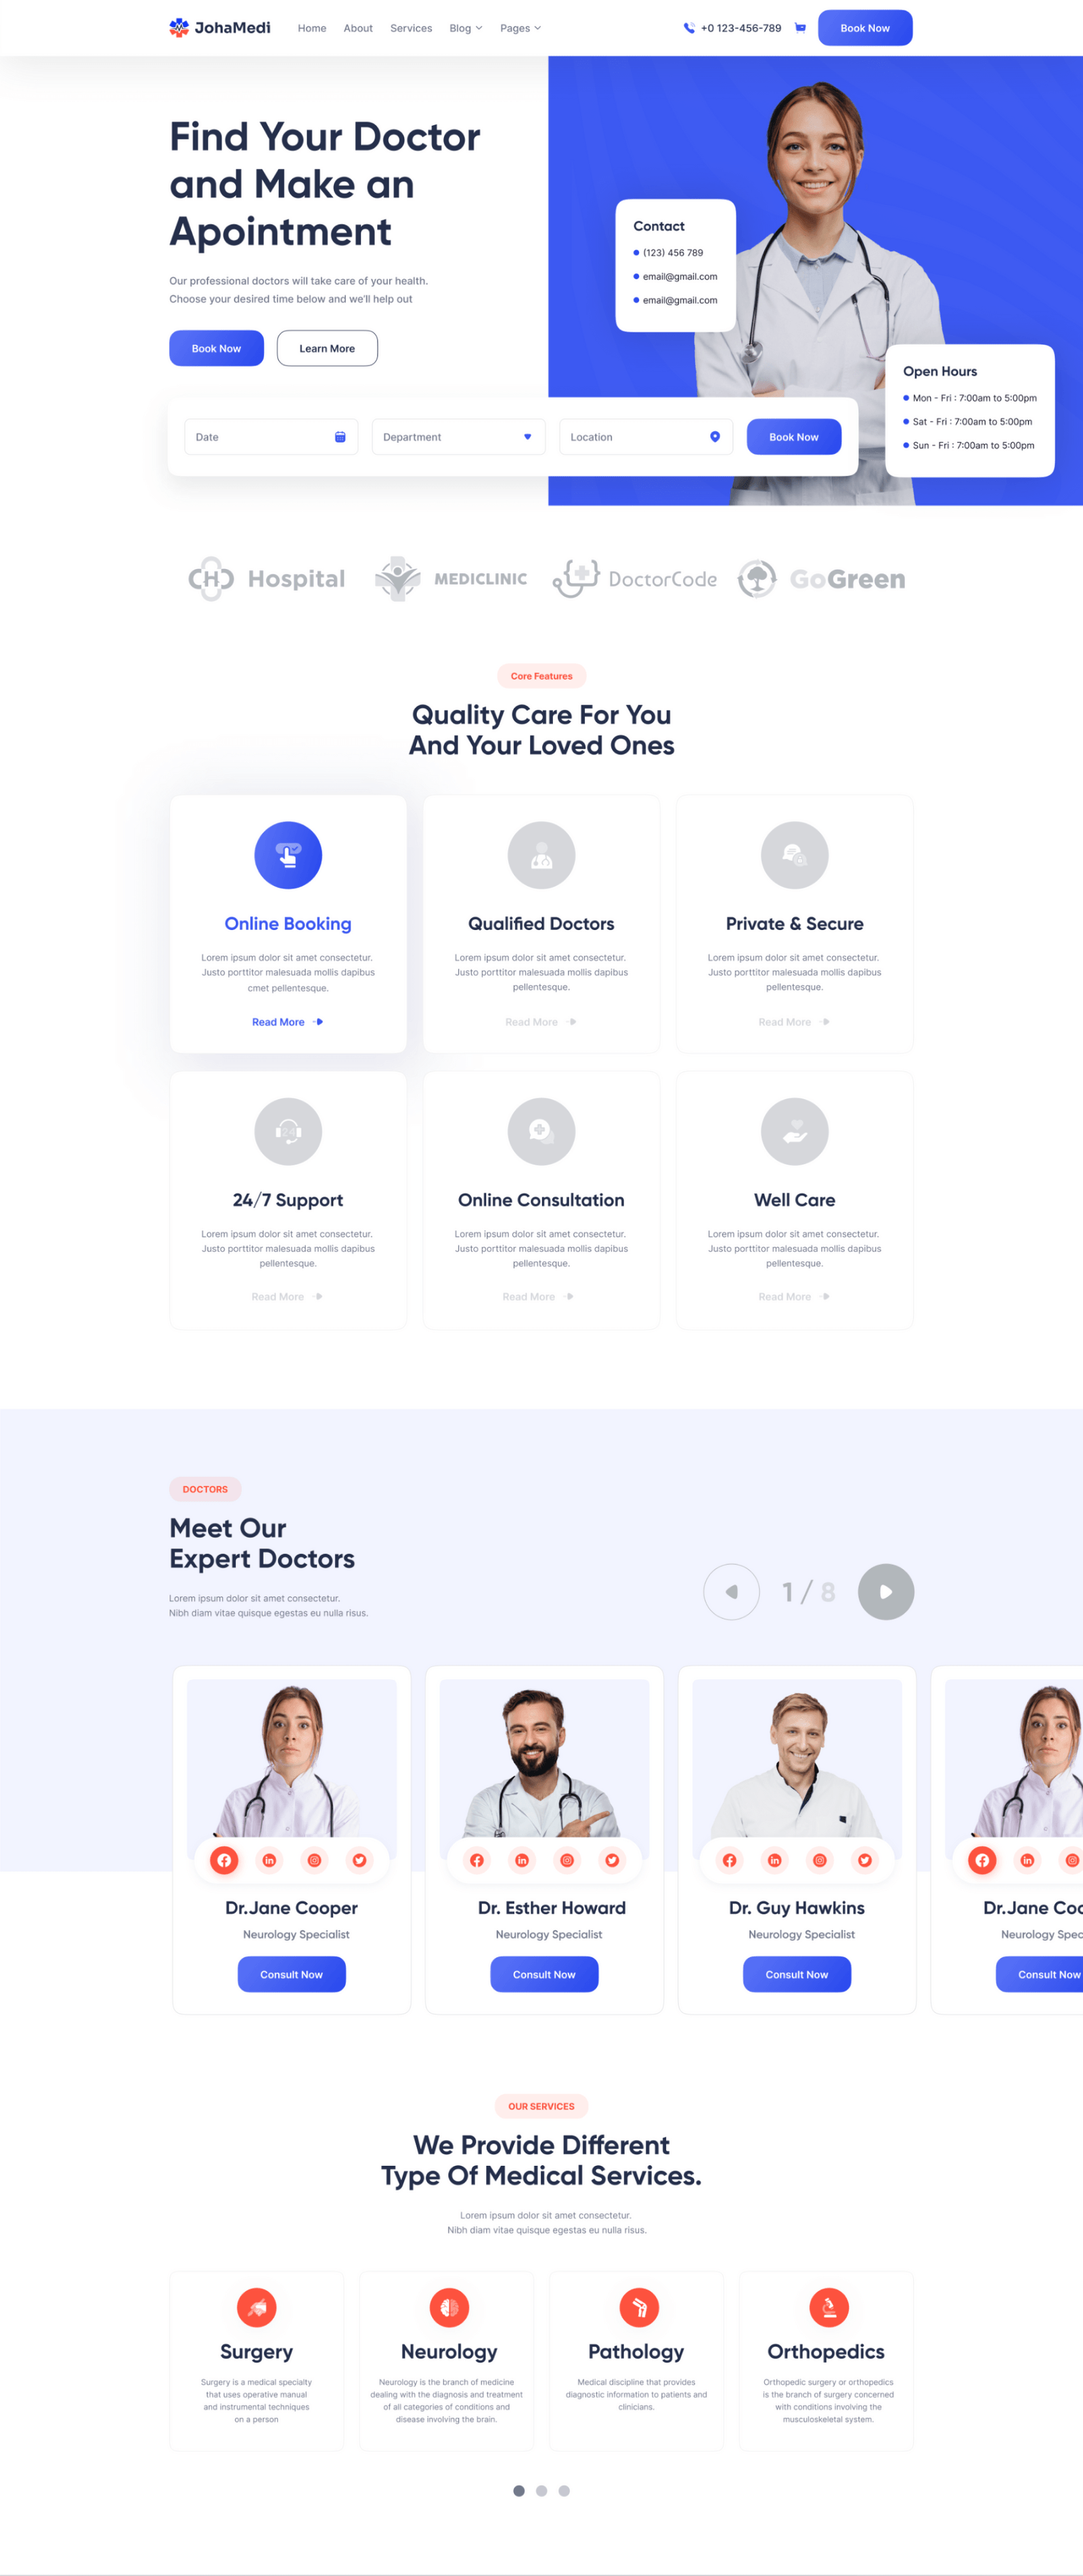 JohaMedi
Home
About
Services
Blog
Pages
+0 123-456-789
Book Now
Find Your Doctor
and Make an
Apointment
Our professional doctors will take care of your health.
Choose your desired time below and we'll help out
Book Now
Learn More
Contact
(123) 456 789
email@gmail.com
email@gmail.com
Open Hours
Mon - Fri : 7:00am to 5:00pm
Sat - Fri : 7:00am to 5:00pm
Sun - Fri : 7:00am to 5:00pm
Date
Department
Location
Book Now
H Hospital
MEDICLINIC
DoctorCode
GoGreen
Core Features
Quality Care For You
And Your Loved Ones
Online Booking
Lorem ipsum dolor sit amet consectetur.
Justo porttitor malesuada mollis dapibus
cmet pellentesque.
Read More
Qualified Doctors
Lorem ipsum dolor sit amet consectetur.
Justo porttitor malesuada mollis dapibus
pellentesque.
Read More
Private & Secure
Lorem ipsum dolor sit amet consectetur.
Justo porttitor malesuada mollis dapibus
pellentesque.
Read More
24
24/7 Support
Lorem ipsum dolor sit amet consectetur.
Justo porttitor malesuada mollis dapibus
pellentesque.
Read More
Online Consultation
Lorem ipsum dolor sit amet consectetur.
Justo porttitor malesuada mollis dapibus
pellentesque.
Read More
Well Care
Lorem ipsum dolor sit amet consectetur.
Justo porttitor malesuada mollis dapibus
pellentesque.
Read More
DOCTORS
Meet Our
Expert Doctors
Lorem ipsum dolor sit amet consectetur.
Nibh diam vitae quisque egestas eu nulla risus.
1 / 8
Dr.Jane Cooper
Neurology Specialist
Consult Now
Dr. Esther Howard
Neurology Specialist
Consult Now
Dr. Guy Hawkins
Neurology Specialist
Consult Now
Dr.Jane Coo
Neurology Spec
Consult Now
OUR SERVICES
We Provide Different
Type Of Medical Services.
Lorem ipsum dolor sit amet consectetur.
Nibh diam vitae quisque egestas eu nulla risus.
Surgery
Surgery is a medical specialty
that uses operative manual
and instrumental techniques
on a person
Neurology
Neurology is the branch of medicine
dealing with the diagnosis and treatment
of all categories of conditions and
disease involving the brain.
Pathology
Medical discipline that provides
diagnostic information to patients and
clinicians.
Orthopedics
Orthopedic surgery or orthopedics
is the branch of surgery concerned
with conditions involving the
musculoskeletal system.